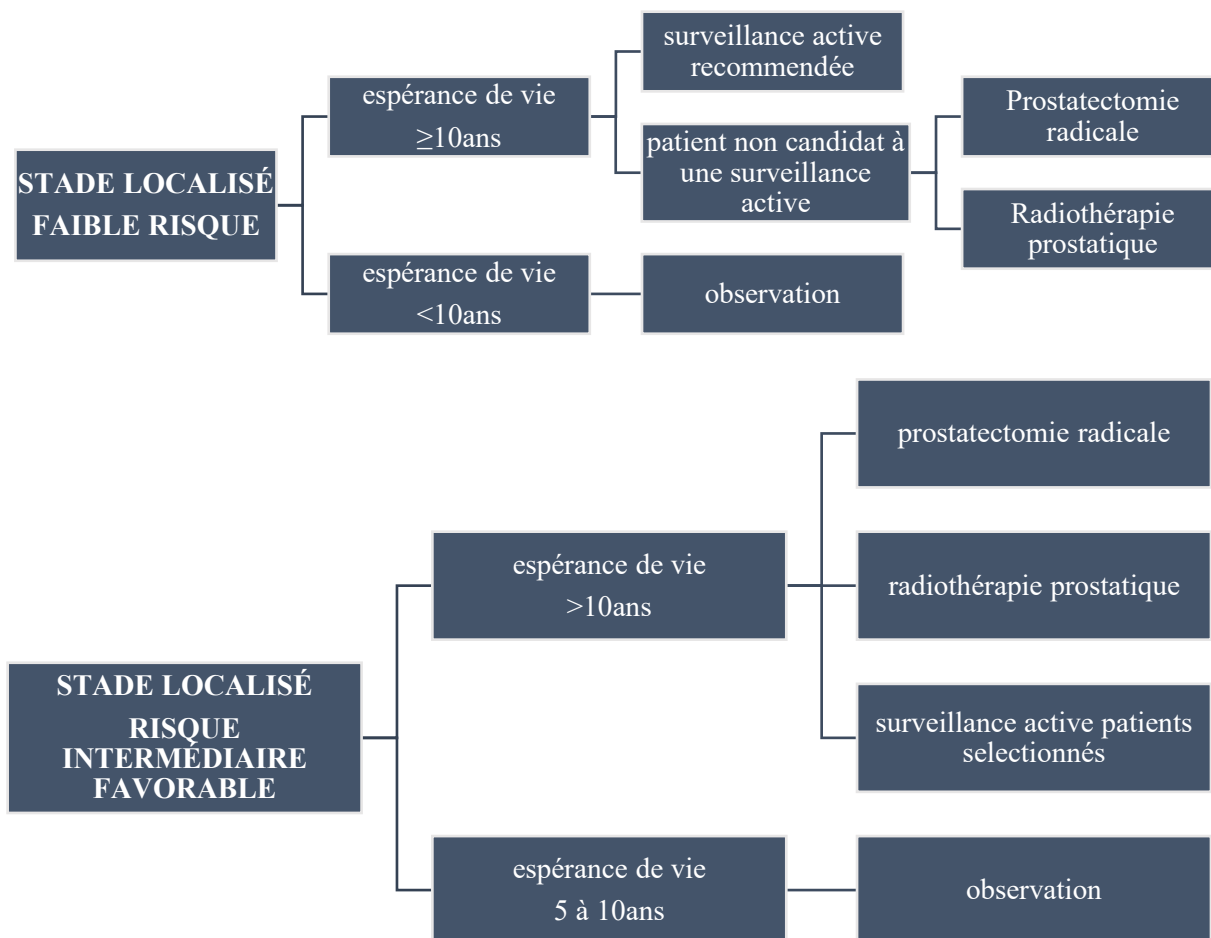 surveillance active
recommendée
espérance de vie
≥10ans
Prostatectomie
radicale
patient non candidat à
une surveillance
active
STADE LOCALISÉ
FAIBLE RISQUE
Radiothérapie
prostatique
espérance de vie
<10ans
observation
prostatectomie radicale
espérance de vie
>10ans
radiothérapie prostatique
STADE LOCALISÉ
RISQUE
INTERMÉDIAIRE
FAVORABLE
surveillance active patients
selectionnés
espérance de vie
5 à 10ans
observation